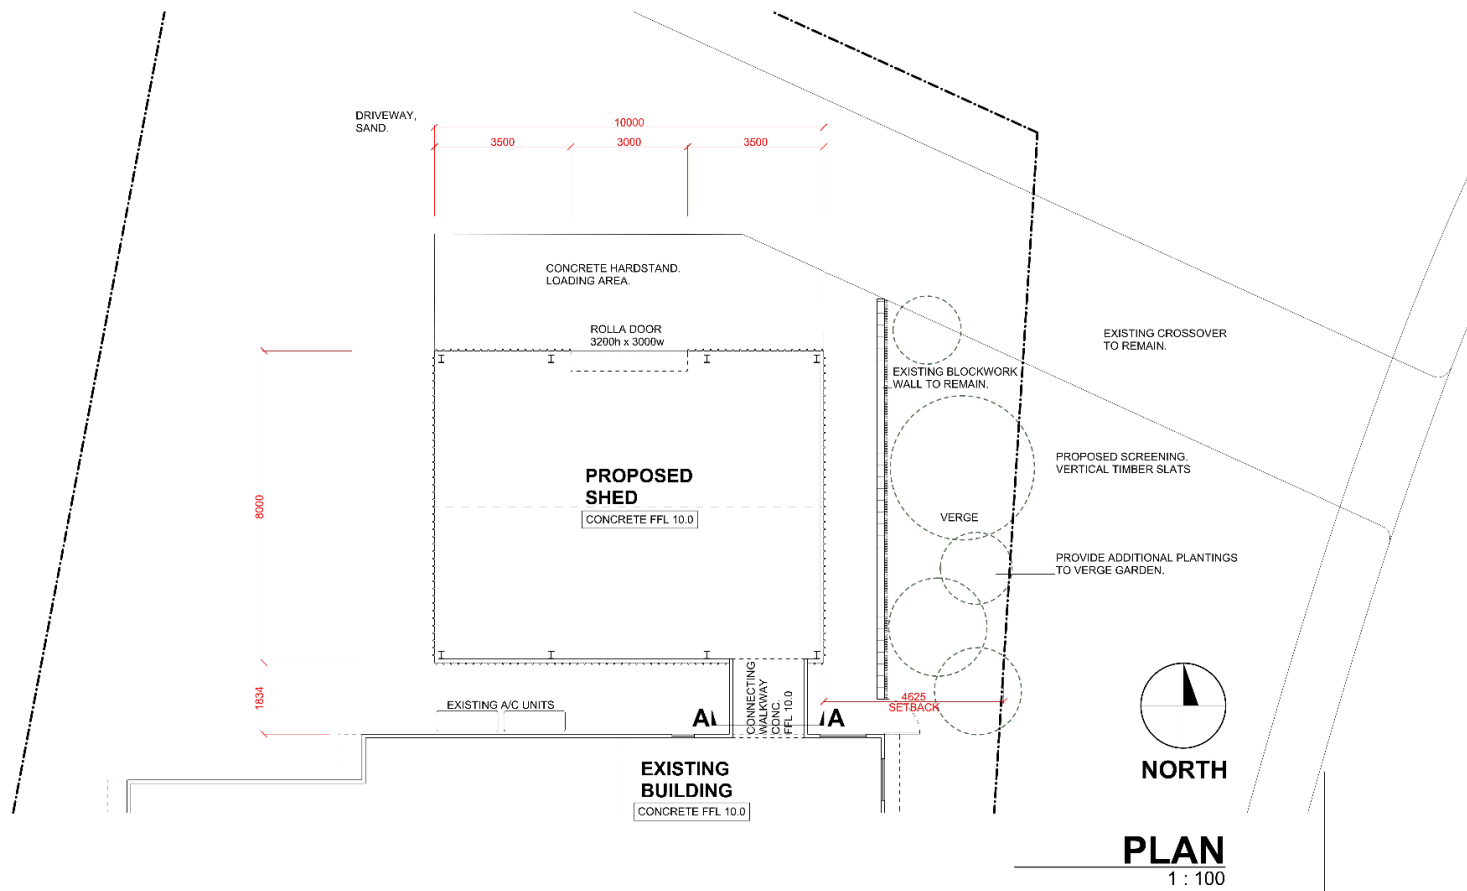 DRIVEWAY,
SAND.
10000
3500
3000
3500
CONCRETE HARDSTAND.
LOADING AREA.
ROLLA DOOR
3200h x 3000w
EXISTING CROSSOVER
TO REMAIN.
EXISTING BLOCKWORK
WALL TO REMAIN.
PROPOSED SCREENING.
VERTICAL TIMBER SLATS
PROPOSED
SHED
CONCRETE FFL 10.0
8000
VERGE
PROVIDE ADDITIONAL PLANTINGS
TO VERGE GARDEN.
1834
EXISTING A/C UNITS
CONNECTING
WALKWAY
CONC.
FFL 10.0
A
A
4625
SETBACK
EXISTING
BUILDING
CONCRETE FFL 10.0
NORTH
PLAN
1 : 100